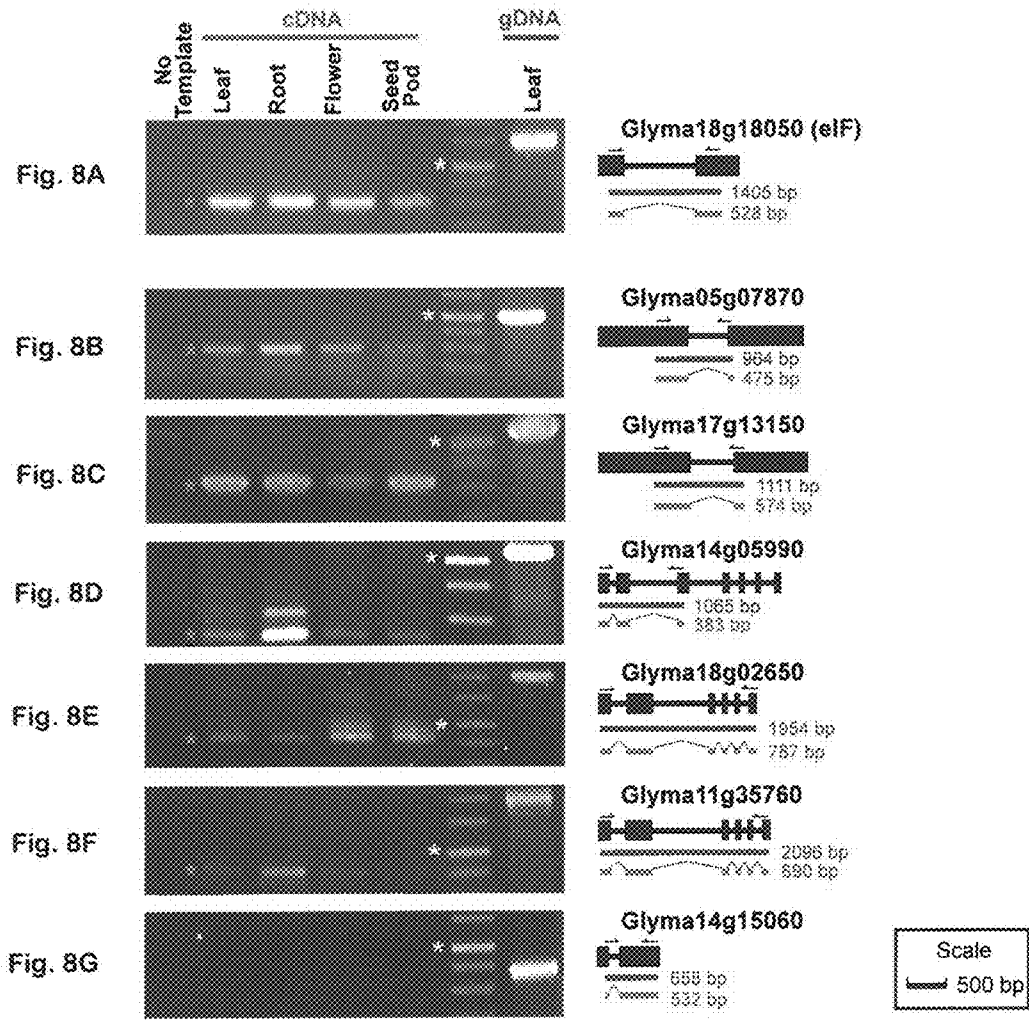 cDNA
gDNA
No Template
Leaf
Root
Flower
Seed Pod
Leaf
Fig. 8A
*
Glyma18g18050 (eIF)
1405 bp
528 bp
Fig. 8B
*
Glyma05g07870
964 bp
475 bp
Fig. 8C
*
Glyma17g13150
1111 bp
574 bp
Fig. 8D
*
Glyma14g05990
1065 bp
383 bp
Fig. 8E
*
Glyma18g02650
1954 bp
787 bp
Fig. 8F
*
Glyma11g35760
2096 bp
690 bp
Fig. 8G
*
Glyma14g15060
658 bp
532 bp
Scale
500 bp